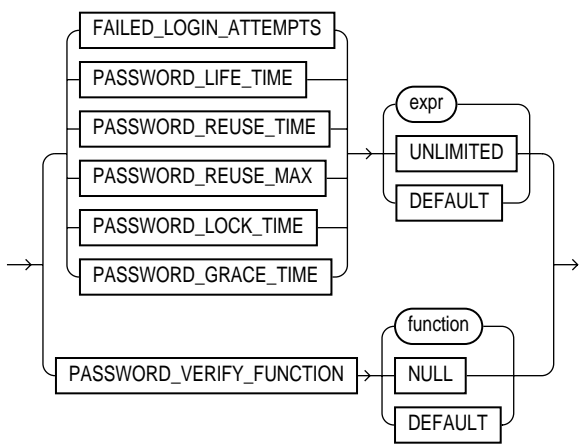 FAILED_LOGIN_ATTEMPTS
PASSWORD_LIFE_TIME
PASSWORD_REUSE_TIME
PASSWORD_REUSE_MAX
PASSWORD_LOCK_TIME
PASSWORD_GRACE_TIME
expr
UNLIMITED
DEFAULT
PASSWORD_VERIFY_FUNCTION
function
NULL
DEFAULT